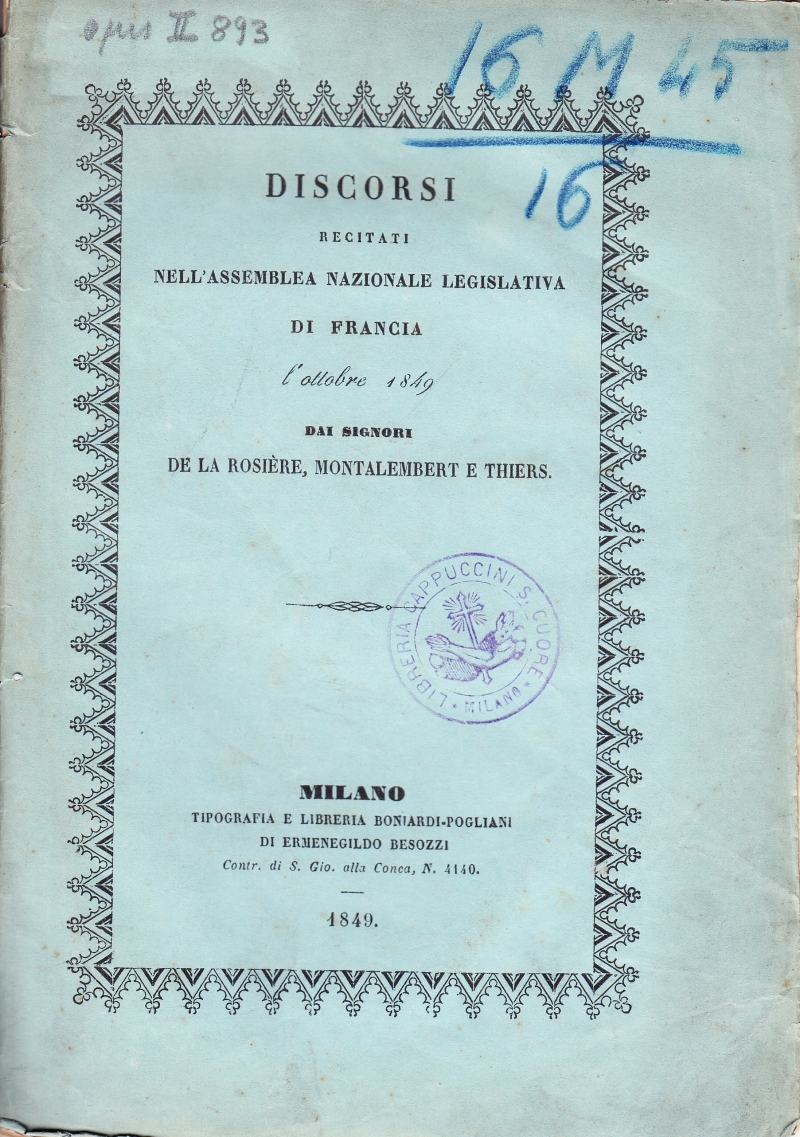 opus II 893
16 M 45
16
DISCORSI
RECITATI
NELL'ASSEMBLEA NAZIONALE LEGISLATIVA
DI FRANCIA
l'ottobre 1849
DAI SIGNORI
DE LA ROSIÈRE, MONTALEMBERT E THIERS.
LIBRERIA CAPPUCCINI S. CUORE
* MILANO *
MILANO
TIPOGRAFIA E LIBRERIA BONIARDI-POGLIANI
DI ERMENEGILDO BESOZZI
Contr. di S. Gio. alla Conca, N. 4140.
1849.